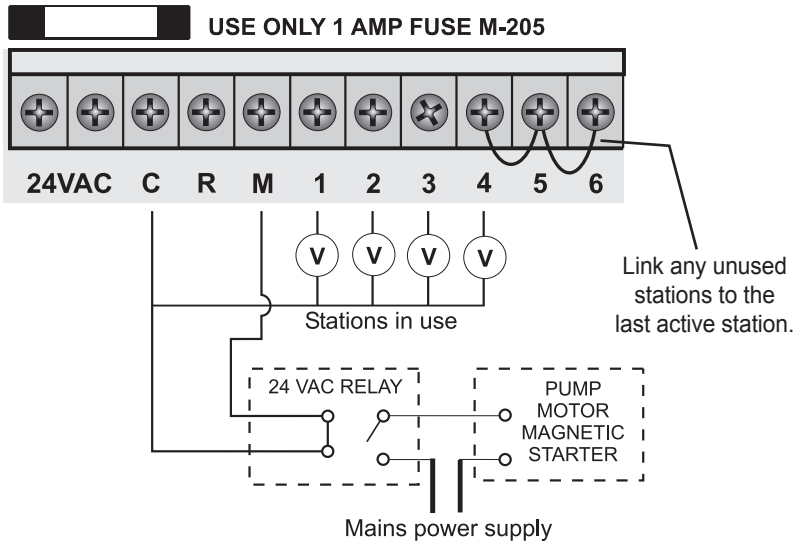 USE ONLY 1 AMP FUSE M-205
24VAC C R M 1 2 3 4 5 6
V V V V
Stations in use
Link any unused
stations to the
last active station.
24 VAC RELAY
PUMP
MOTOR
MAGNETIC
STARTER
Mains power supply